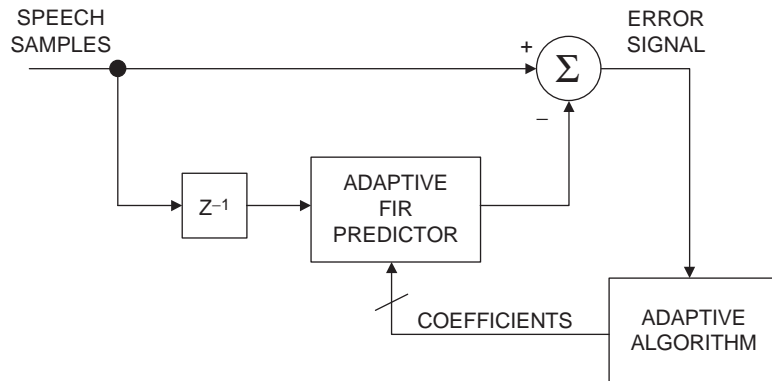 SPEECH
SAMPLES
ERROR
SIGNAL
+
Σ
−
Z−1
ADAPTIVE
FIR
PREDICTOR
COEFFICIENTS
ADAPTIVE
ALGORITHM